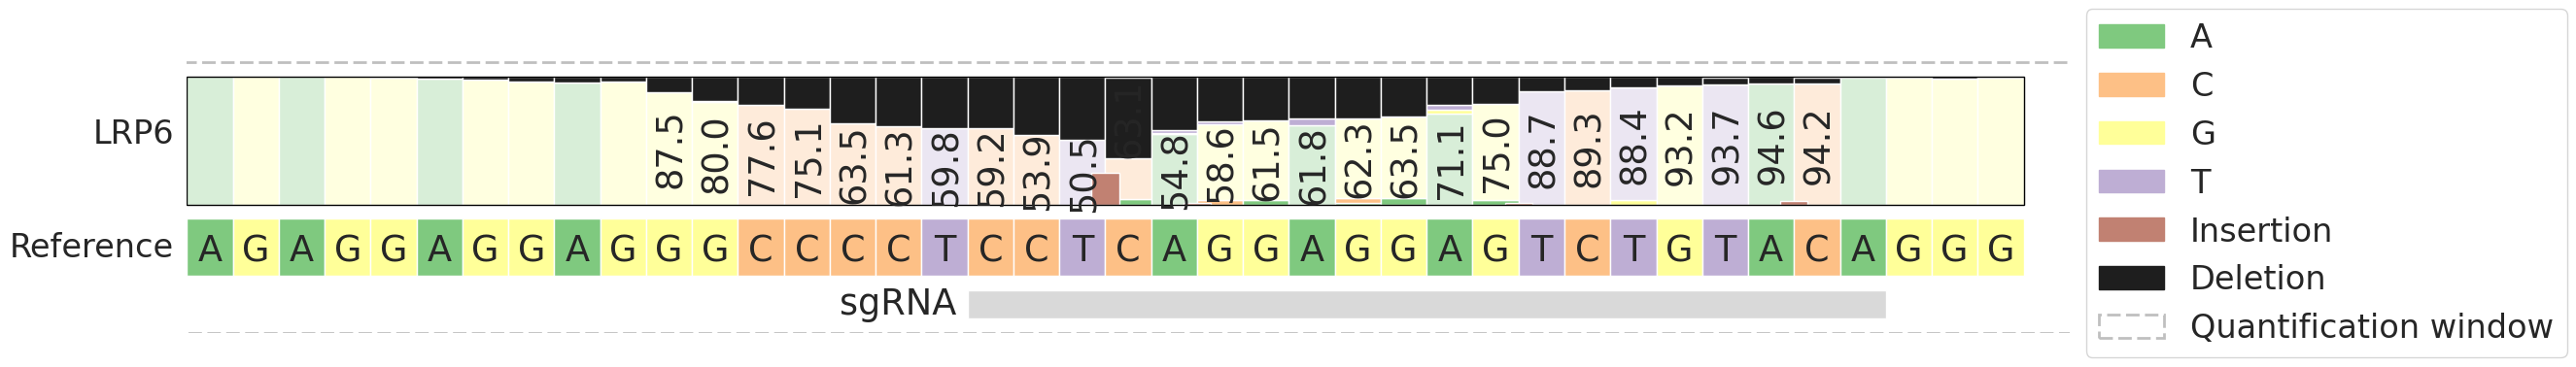 LRP6
87.5 80.0 77.6 75.1 63.5 61.3 59.8 59.2 53.9 50.5 63.1 54.8 58.6 61.5 61.8 62.3 63.5 71.1 75.0 88.7 89.3 88.4 93.2 93.7 94.6 94.2
Reference A G A G G A G G A G G G C C C C T C C T C A G G A G G A G T C T G T A C A G G G
sgRNA
A
C
G
T
Insertion
Deletion
Quantification window